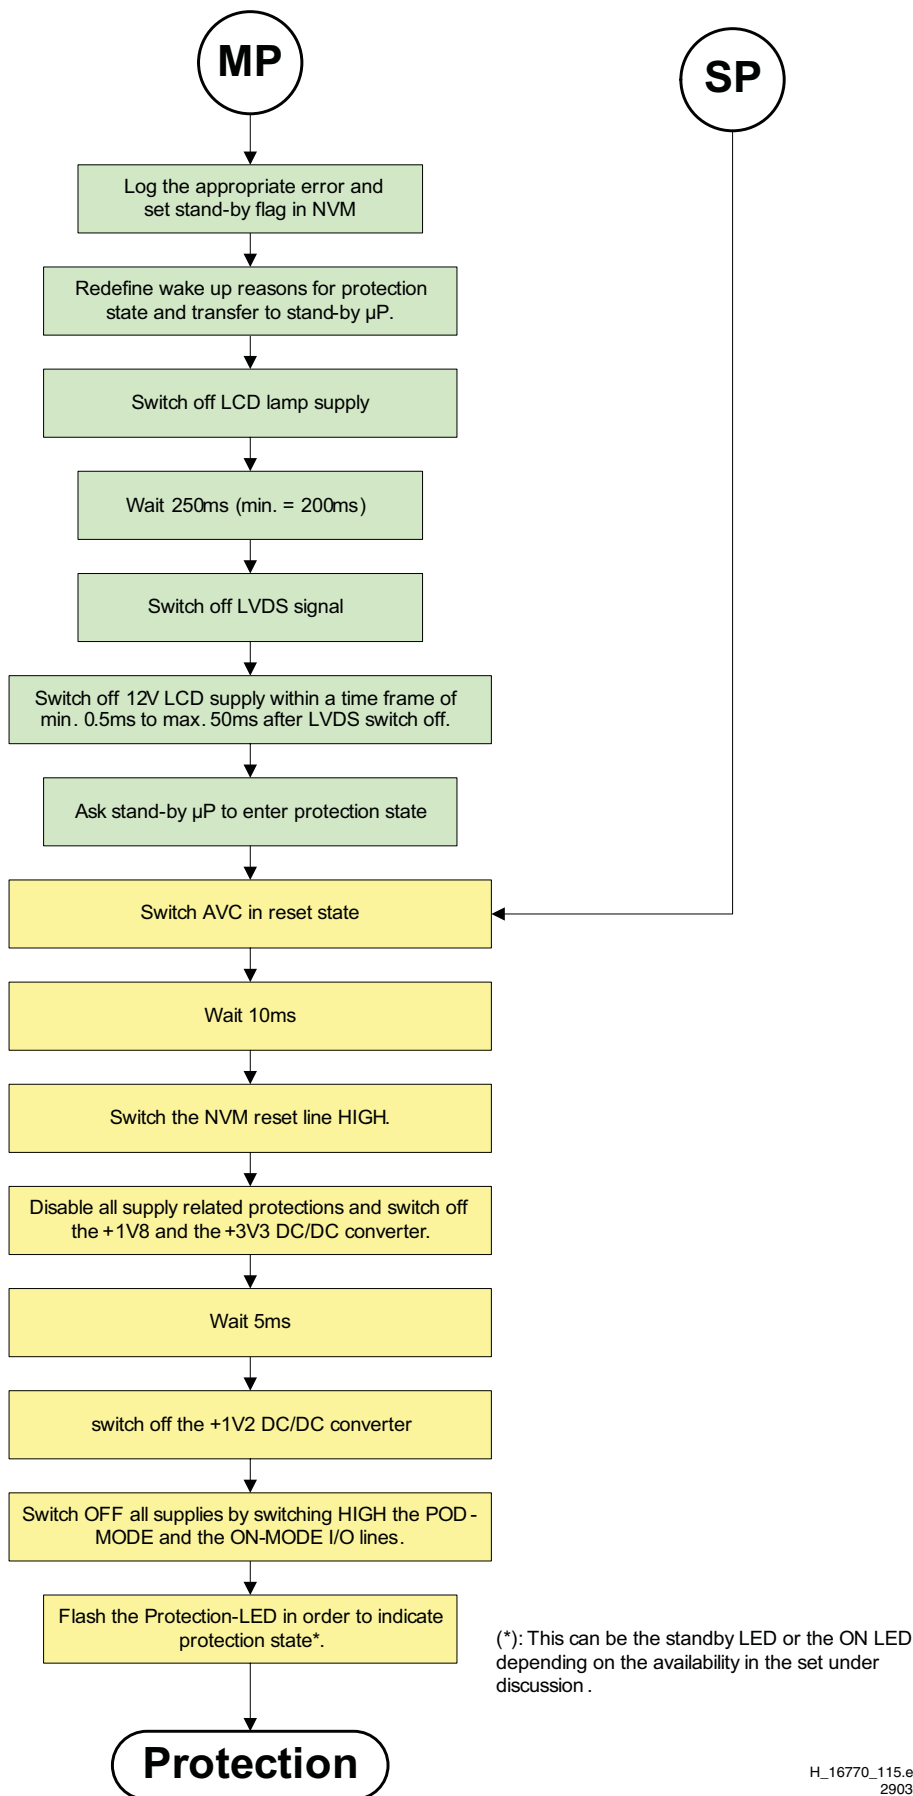 MP
SP
Log the appropriate error and
set stand-by flag in NVM
Redefine wake up reasons for protection
state and transfer to stand-by µP.
Switch off LCD lamp supply
Wait 250ms (min. = 200ms)
Switch off LVDS signal
Switch off 12V LCD supply within a time frame of
min. 0.5ms to max. 50ms after LVDS switch off.
Ask stand-by µP to enter protection state
Switch AVC in reset state
Wait 10ms
Switch the NVM reset line HIGH.
Disable all supply related protections and switch off
the +1V8 and the +3V3 DC/DC converter.
Wait 5ms
switch off the +1V2 DC/DC converter
Switch OFF all supplies by switching HIGH the POD-
MODE and the ON-MODE I/O lines.
Flash the Protection-LED in order to indicate
protection state*.
(*): This can be the standby LED or the ON LED
depending on the availability in the set under
discussion.
Protection
H_16770_115.e
2903